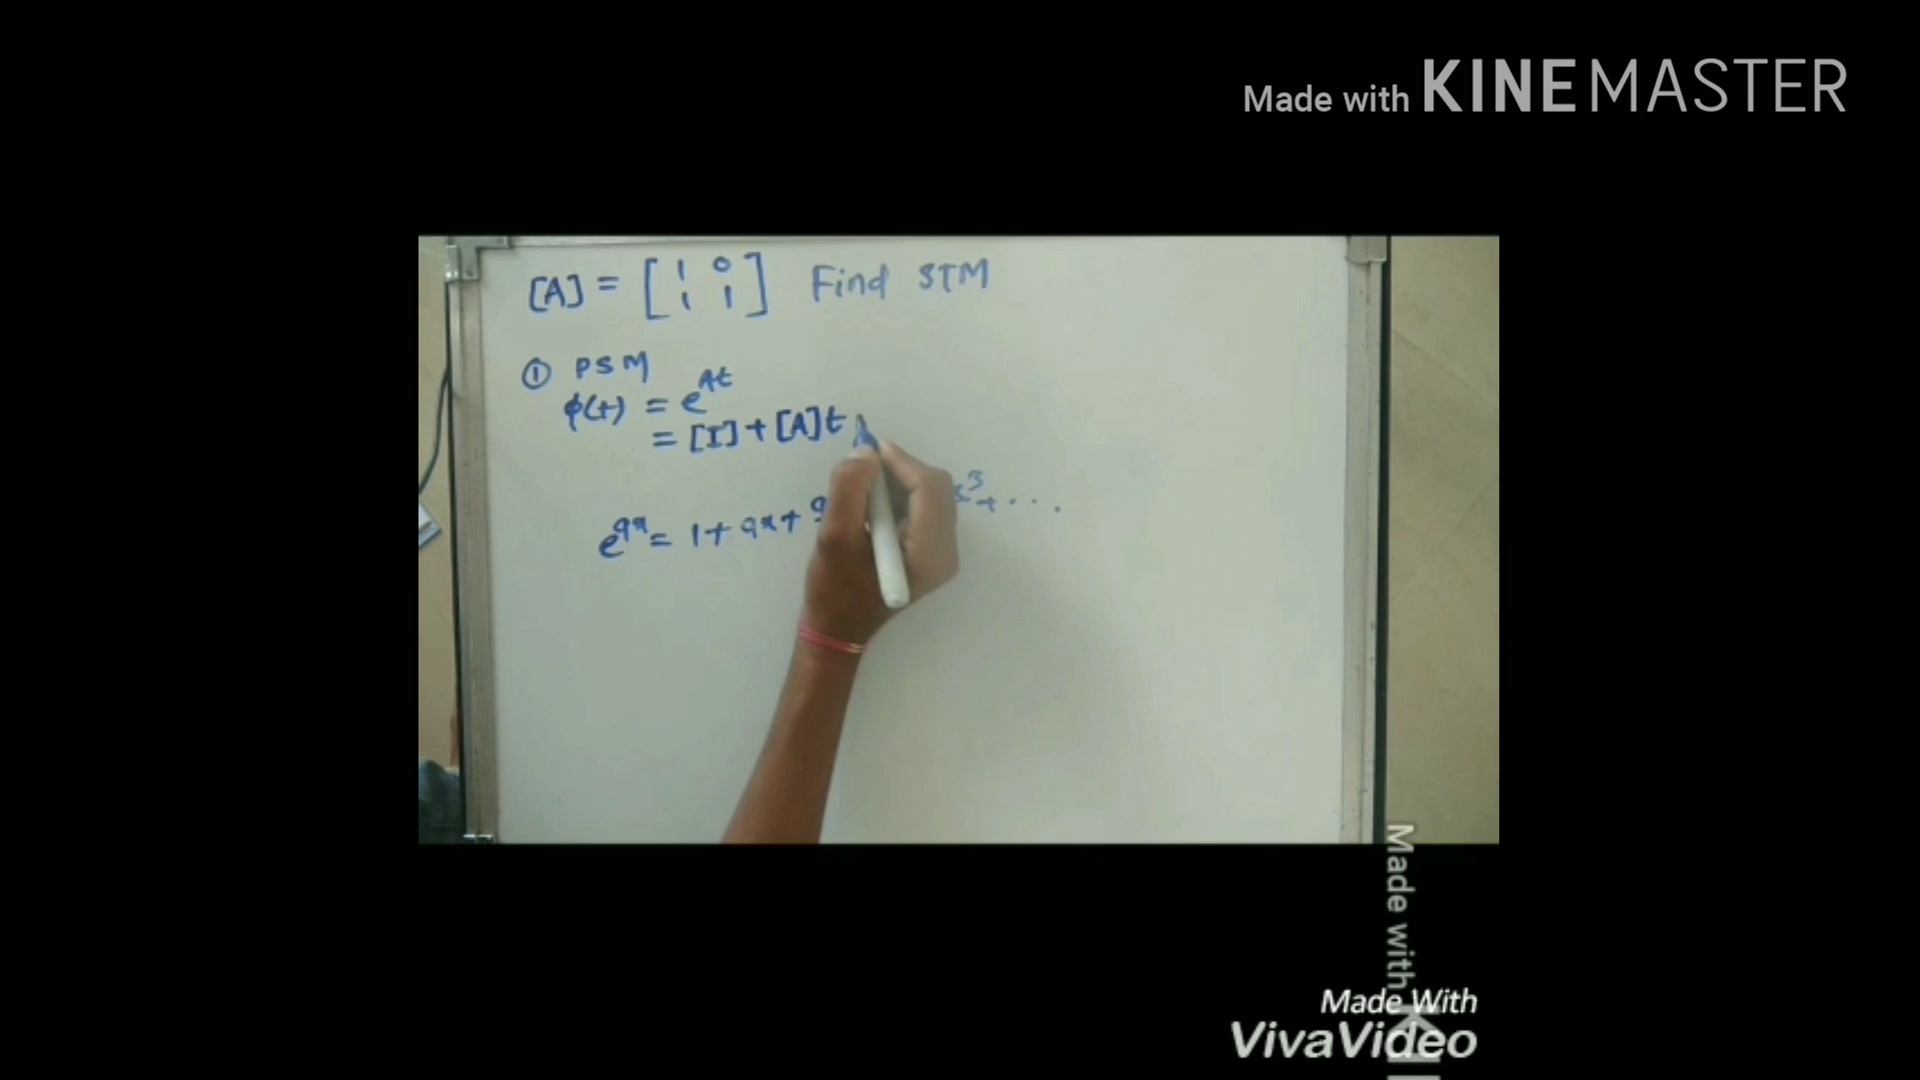 Made with KINEMASTER
[A] = [ 1 0
1 1 ] Find STM
① PSM
φ(t) = e^At
= [I] + [A]t
e^ax = 1 + ax +
3 + ...
Made with
Made With
VivaVideo